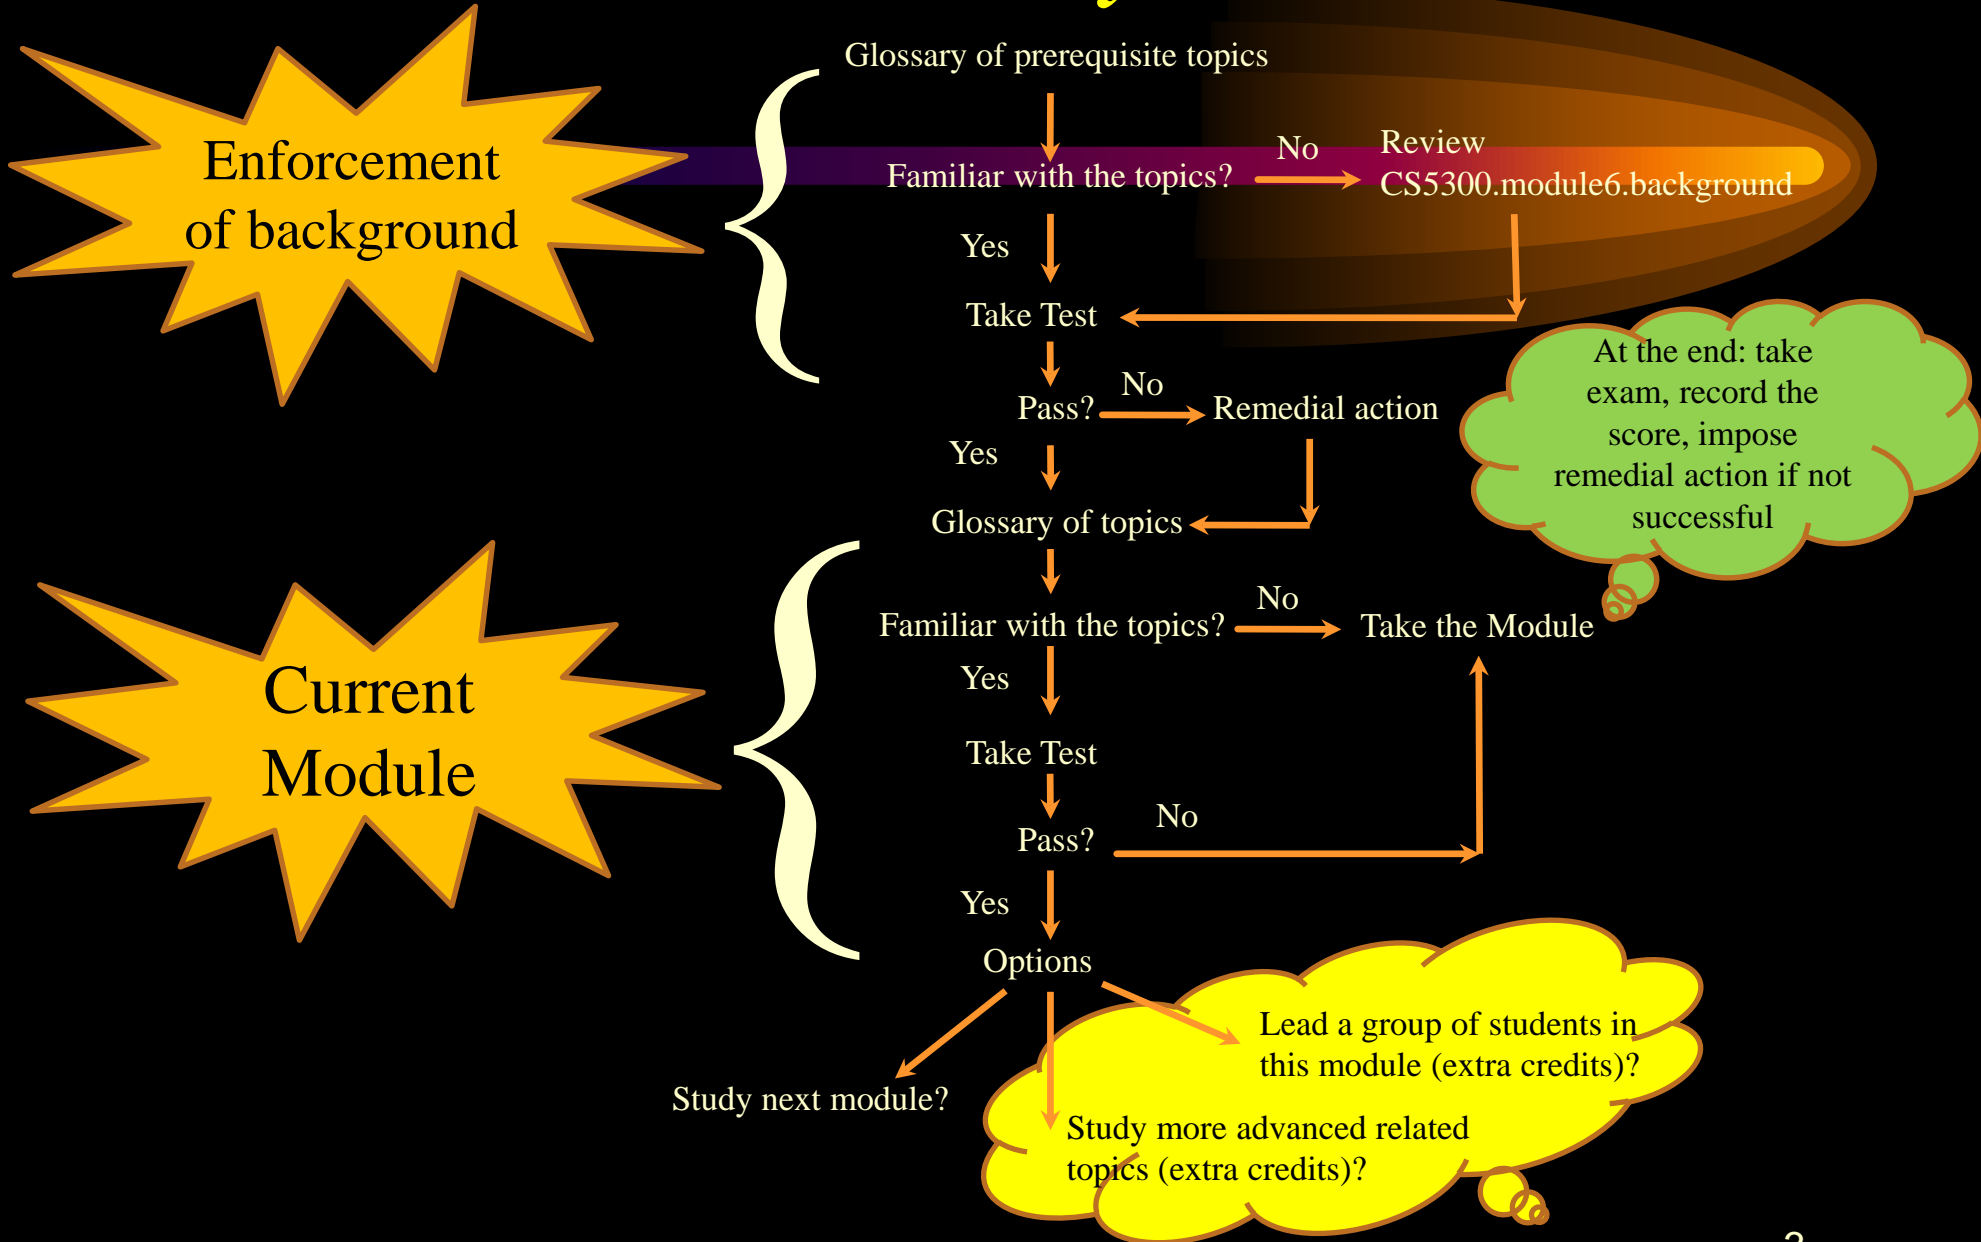 Glossary of prerequisite topics
Enforcement
of background
Familiar with the topics?
No
Review
CS5300.module6.background
Yes
Take Test
Pass?
No
Remedial action
At the end: take
exam, record the
score, impose
remedial action if not
successful
Yes
Glossary of topics
Current
Module
Familiar with the topics?
No
Take the Module
Yes
Take Test
Pass?
No
Yes
Options
Study next module?
Lead a group of students in
this module (extra credits)?
Study more advanced related
topics (extra credits)?